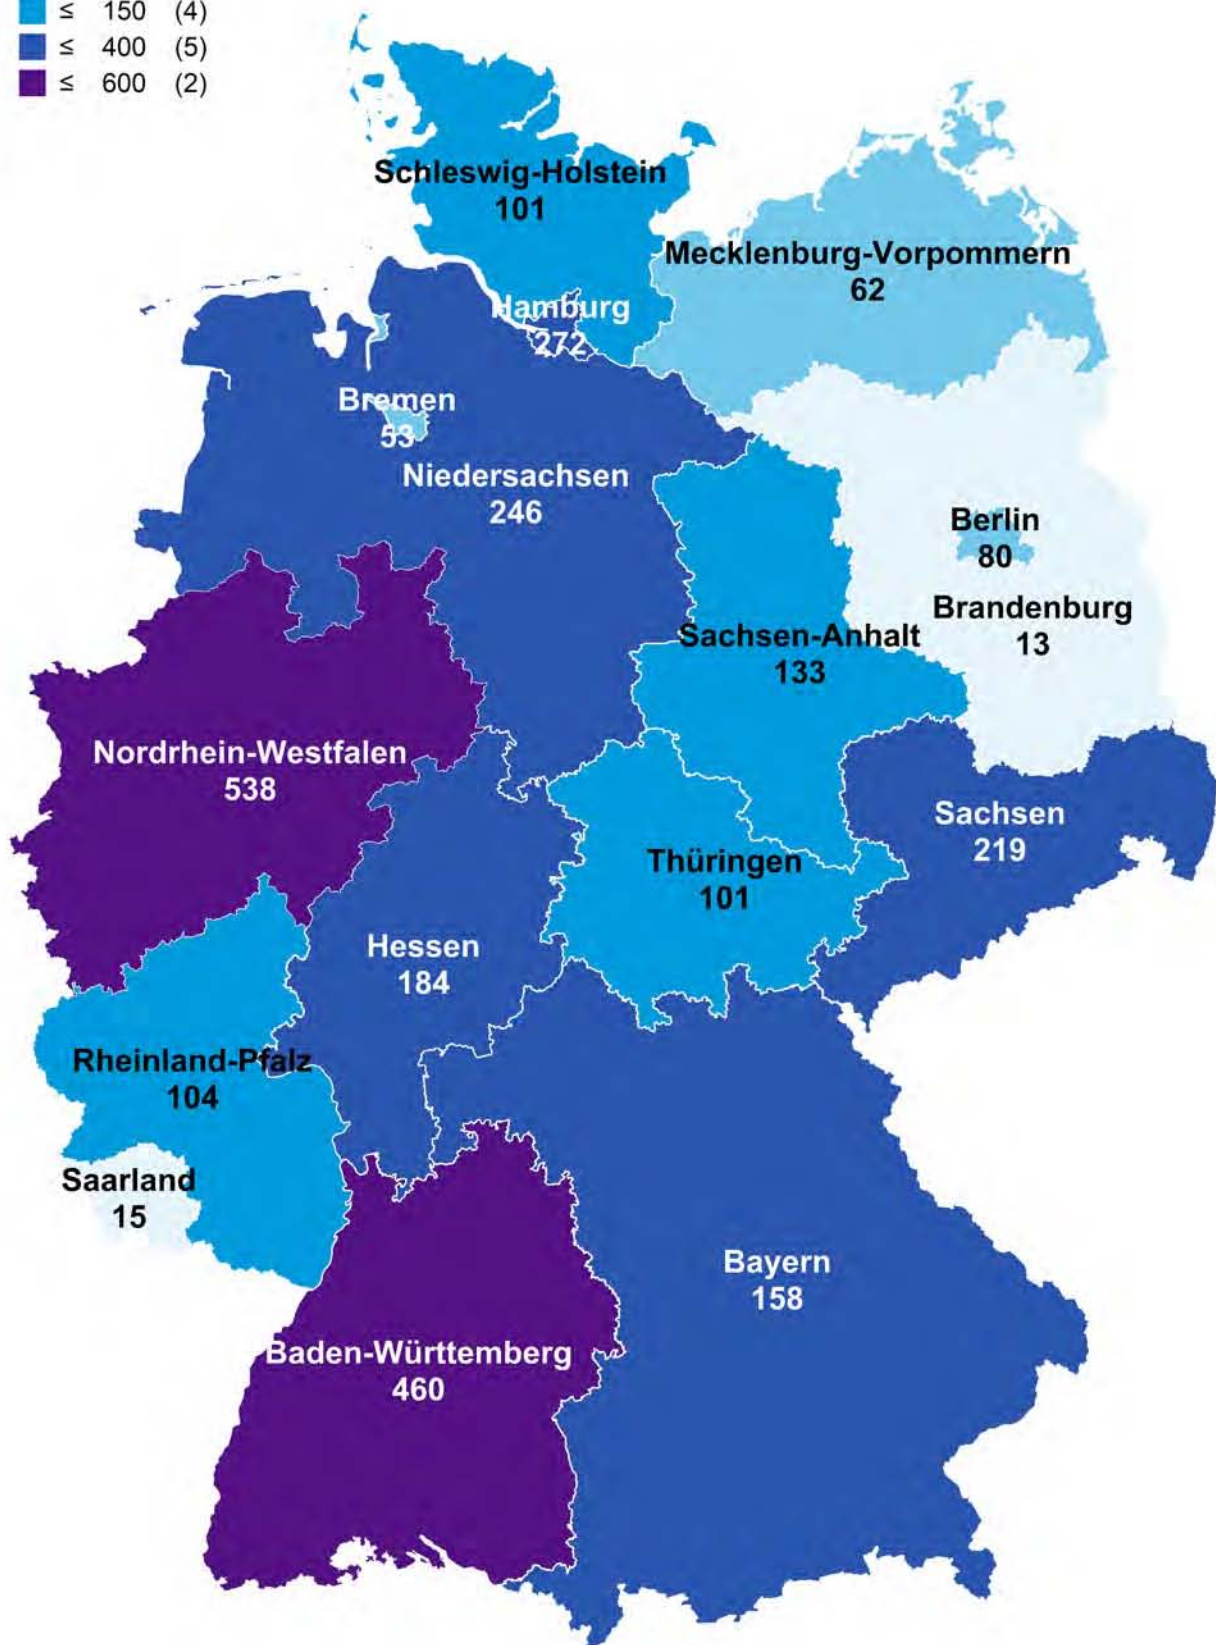 ≤ 150 (4)
≤ 400 (5)
≤ 600 (2)
Schleswig-Holstein
101
Mecklenburg-Vorpommern
62
Hamburg
272
Bremen
53
Niedersachsen
246
Berlin
80
Brandenburg
13
Sachsen-Anhalt
133
Nordrhein-Westfalen
538
Sachsen
219
Thüringen
101
Hessen
184
Rheinland-Pfalz
104
Saarland
15
Bayern
158
Baden-Württemberg
460